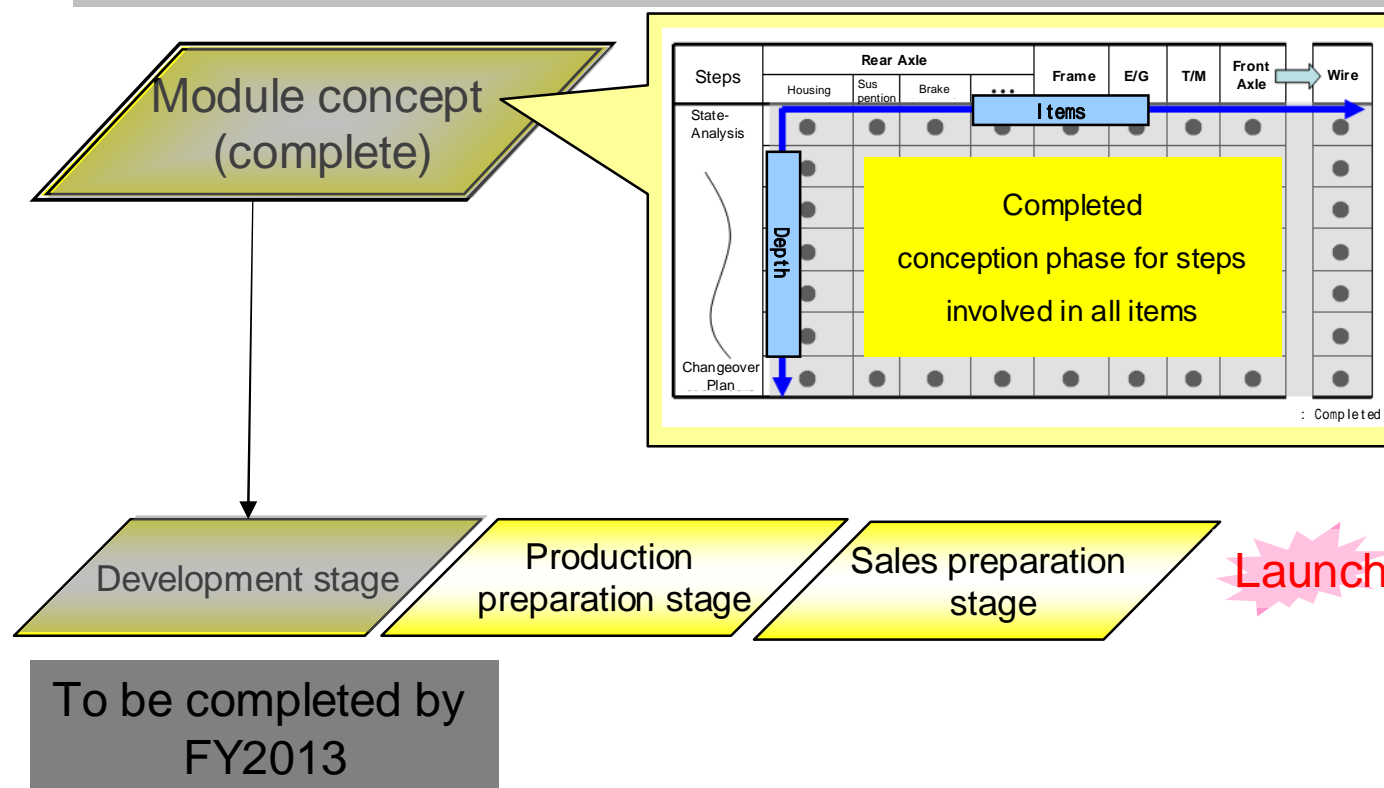 Module concept
(complete)
Steps
Rear Axle
Frame
E/G
T/M
Front
Axle
Wire
Housing
Sus
pention
Brake
...
Items
State-
Analysis
Depth
Completed
conception phase for steps
involved in all items
Changeover
Plan
: Completed
Development stage
Production
preparation stage
Sales preparation
stage
Launch
To be completed by
FY2013